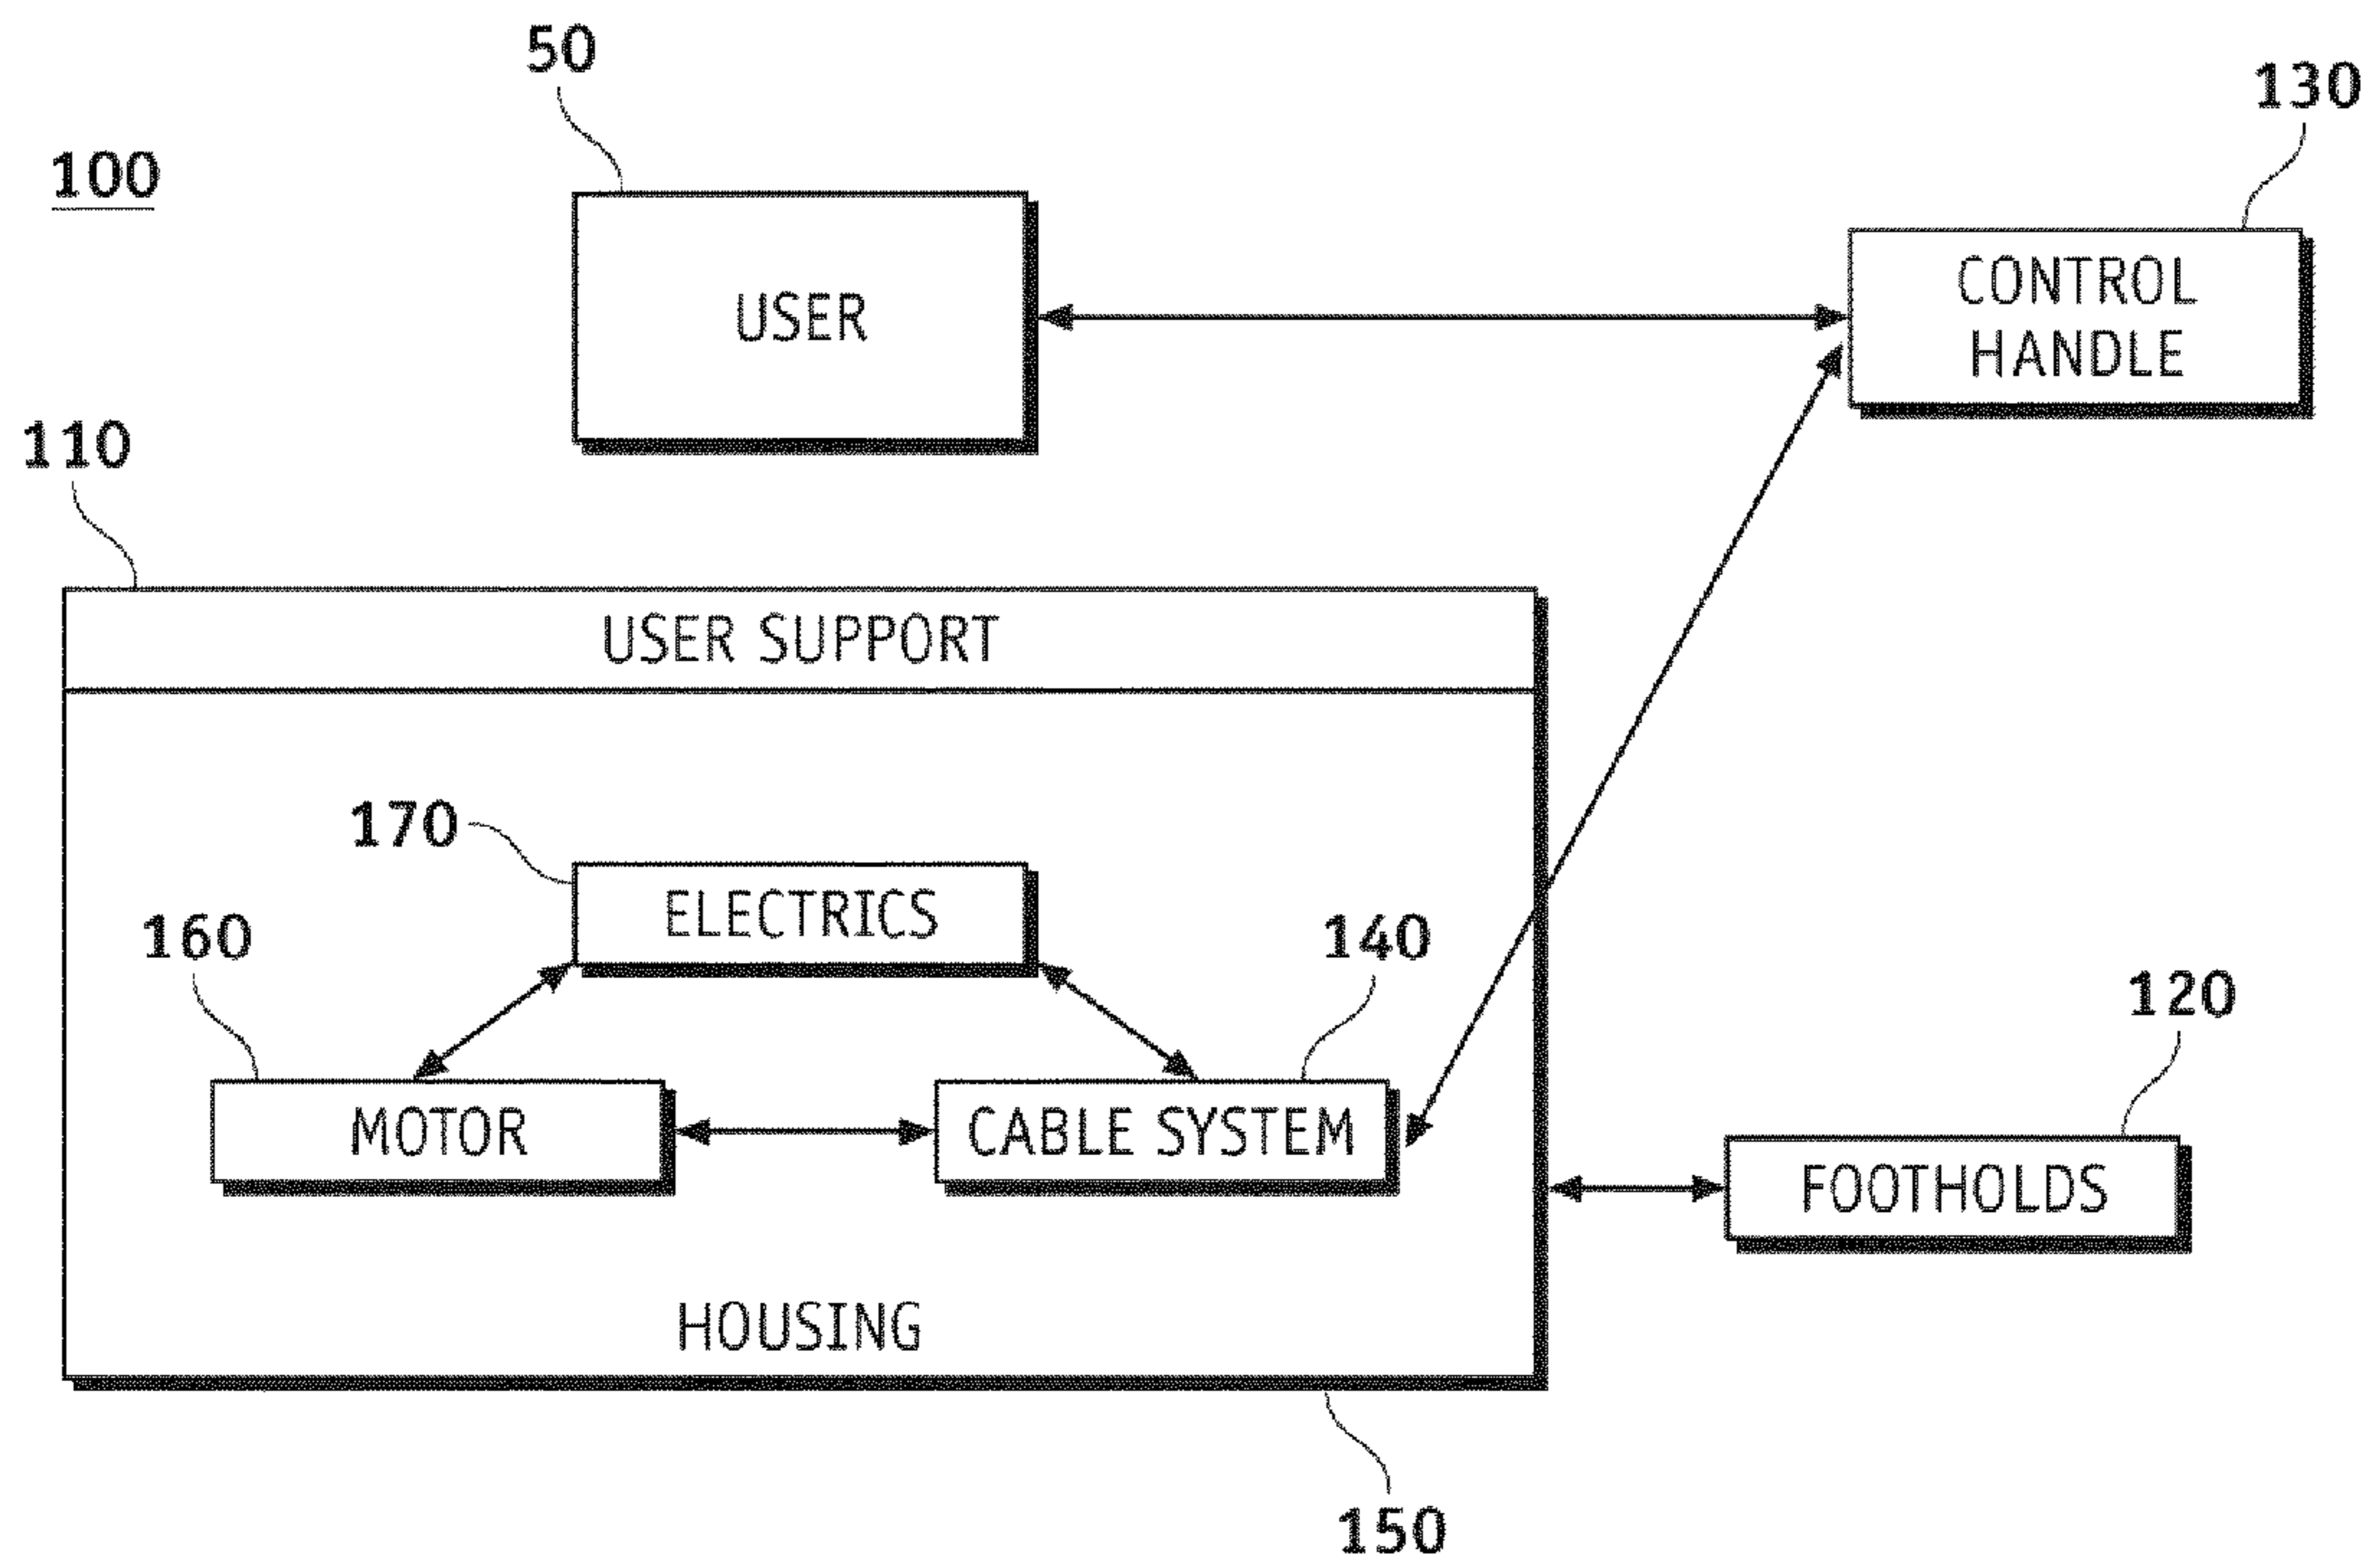 50
130
100
USER
CONTROL
HANDLE
110
USER SUPPORT
170
ELECTRICS
160
140
120
MOTOR
CABLE SYSTEM
FOOTHOLDS
HOUSING
150